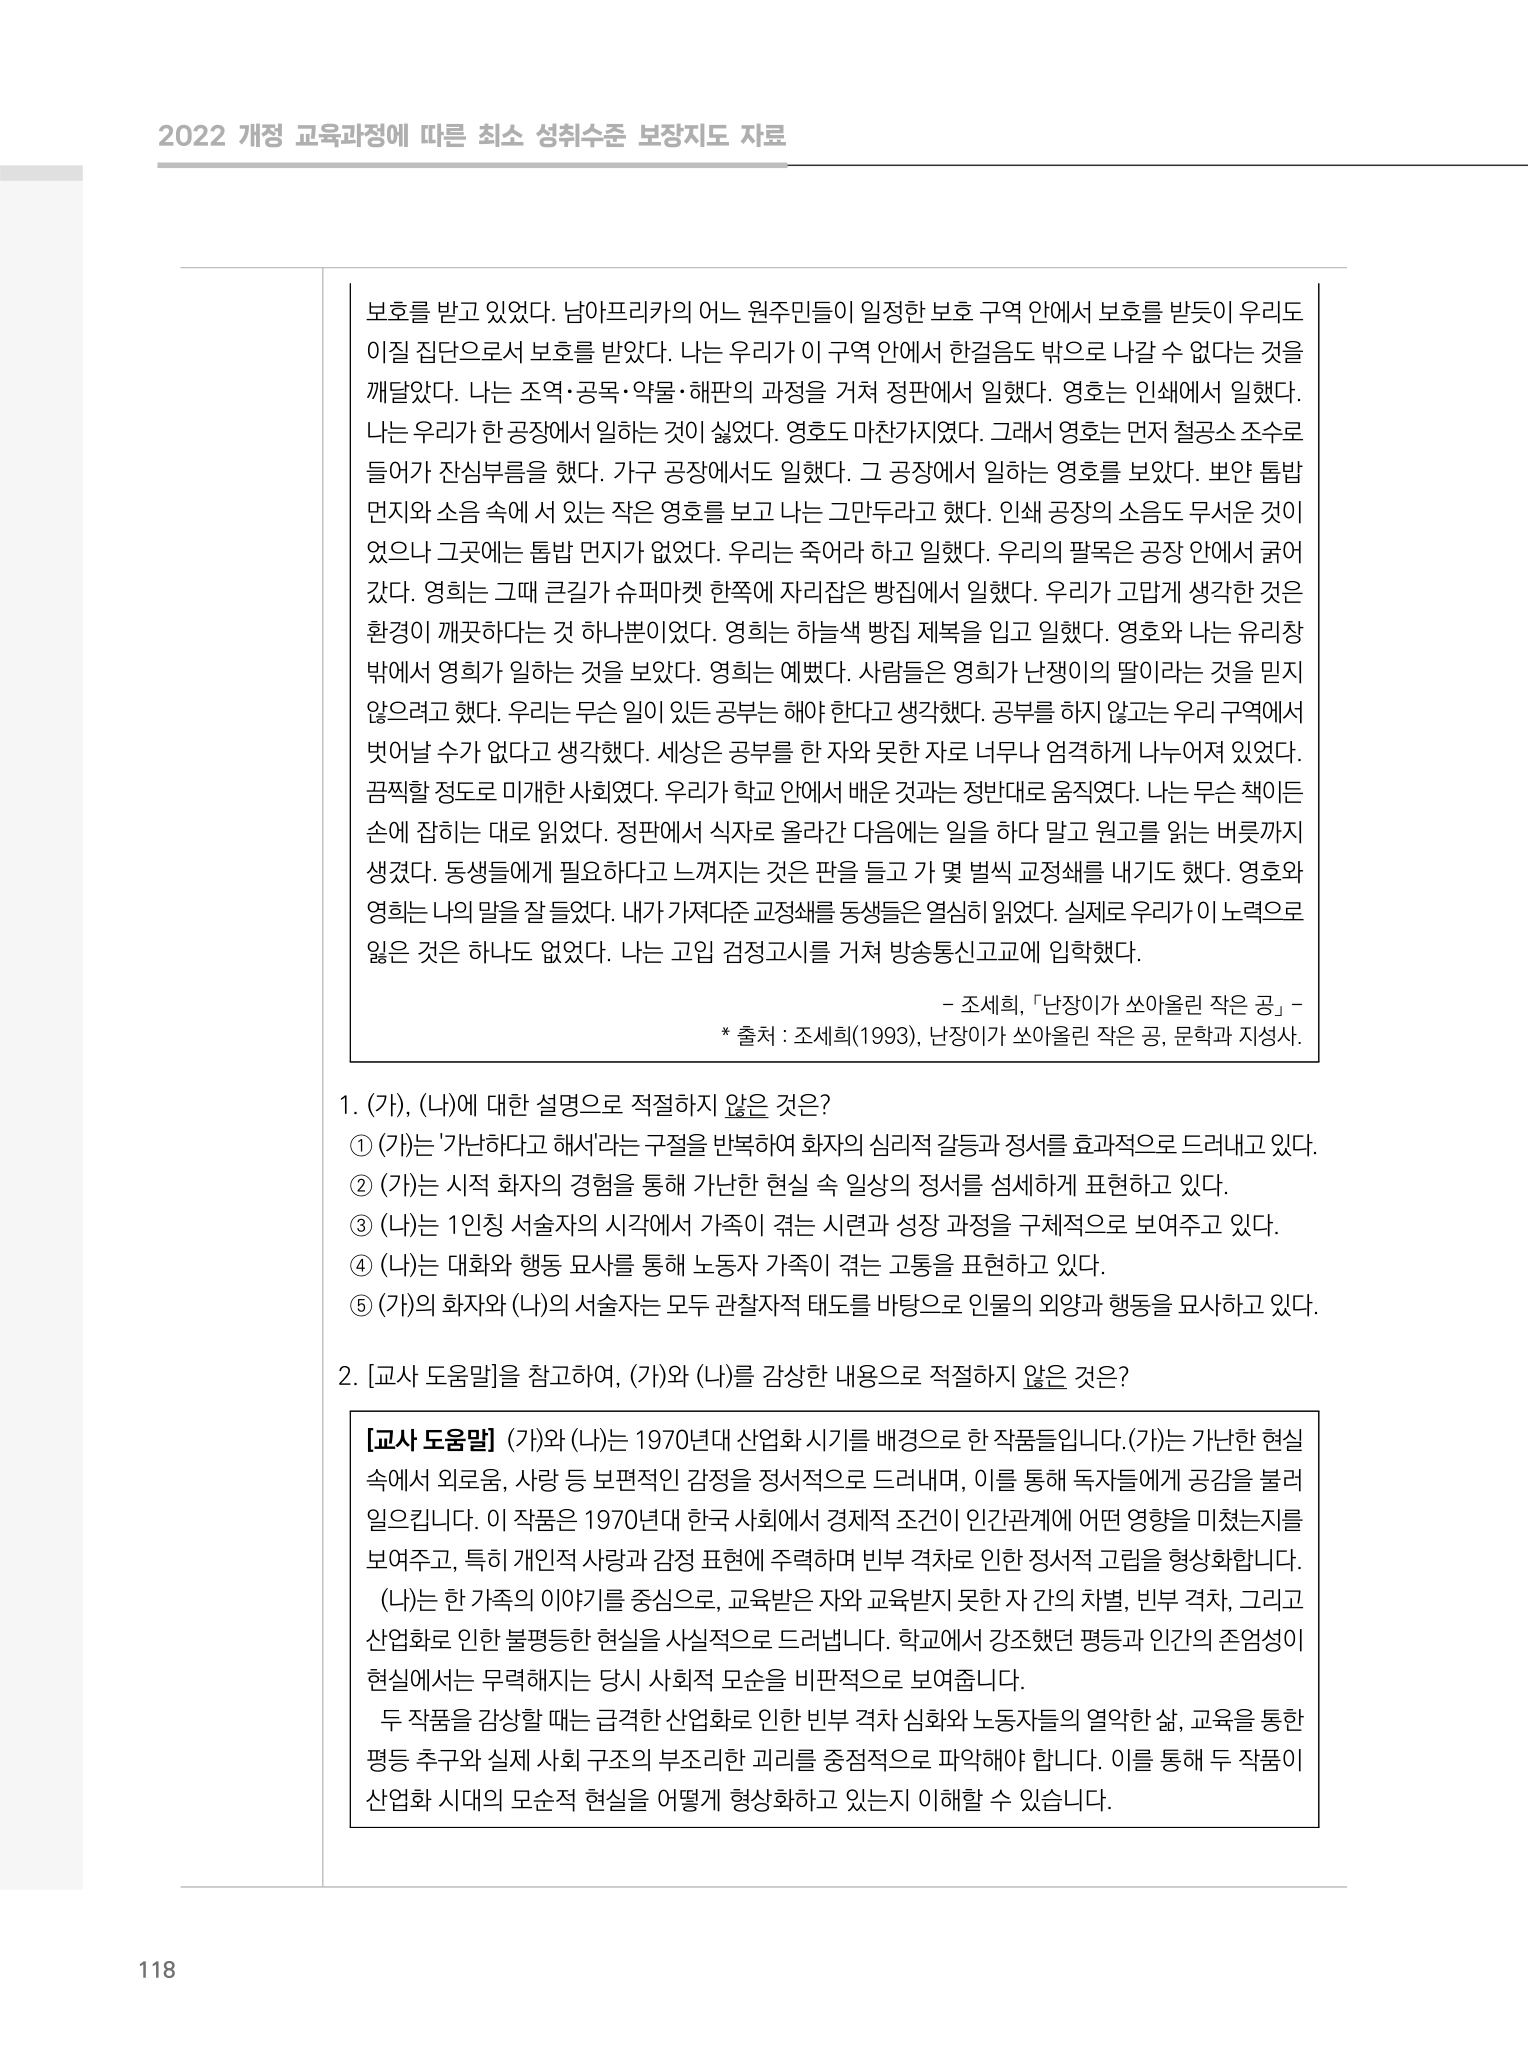 2022 개정 교육과정에 따른 최소 성취수준 보장지도 자료
보호를 받고 있었다. 남아프리카의 어느 원주민들이 일정한 보호 구역 안에서 보호를 받듯이 우리도
이질 집단으로서 보호를 받았다. 나는 우리가 이 구역 안에서 한걸음도 밖으로 나갈 수 없다는 것을
깨달았다. 나는 조역·공목·약물·해판의 과정을 거쳐 정판에서 일했다. 영호는 인쇄에서 일했다.
나는 우리가 한 공장에서 일하는 것이 싫었다. 영호도 마찬가지였다. 그래서 영호는 먼저 철공소 조수로
들어가 잔심부름을 했다. 가구 공장에서도 일했다. 그 공장에서 일하는 영호를 보았다. 뽀얀 톱밥
먼지와 소음 속에 서 있는 작은 영호를 보고 나는 그만두라고 했다. 인쇄 공장의 소음도 무서운 것이
었으나 그곳에는 톱밥 먼지가 없었다. 우리는 죽어라 하고 일했다. 우리의 팔목은 공장 안에서 굵어
갔다. 영희는 그때 큰길가 슈퍼마켓 한쪽에 자리잡은 빵집에서 일했다. 우리가 고맙게 생각한 것은
환경이 깨끗하다는 것 하나뿐이었다. 영희는 하늘색 빵집 제복을 입고 일했다. 영호와 나는 유리창
밖에서 영희가 일하는 것을 보았다. 영희는 예뻤다. 사람들은 영희가 난쟁이의 딸이라는 것을 믿지
않으려고 했다. 우리는 무슨 일이 있든 공부는 해야 한다고 생각했다. 공부를 하지 않고는 우리 구역에서
벗어날 수가 없다고 생각했다. 세상은 공부를 한 자와 못한 자로 너무나 엄격하게 나누어져 있었다.
끔찍할 정도로 미개한 사회였다. 우리가 학교 안에서 배운 것과는 정반대로 움직였다. 나는 무슨 책이든
손에 잡히는 대로 읽었다. 정판에서 식자로 올라간 다음에는 일을 하다 말고 원고를 읽는 버릇까지
생겼다. 동생들에게 필요하다고 느껴지는 것은 판을 들고 가 몇 벌씩 교정쇄를 내기도 했다. 영호와
영희는 나의 말을 잘 들었다. 내가 가져다준 교정쇄를 동생들은 열심히 읽었다. 실제로 우리가 이 노력으로
잃은 것은 하나도 없었다. 나는 고입 검정고시를 거쳐 방송통신고교에 입학했다.
– 조세희, 「난장이가 쏘아올린 작은 공」 –
* 출처 : 조세희(1993), 난장이가 쏘아올린 작은 공, 문학과 지성사.
1. (가), (나)에 대한 설명으로 적절하지 않은 것은?
① (가)는 '가난하다고 해서'라는 구절을 반복하여 화자의 심리적 갈등과 정서를 효과적으로 드러내고 있다.
② (가)는 시적 화자의 경험을 통해 가난한 현실 속 일상의 정서를 섬세하게 표현하고 있다.
③ (나)는 1인칭 서술자의 시각에서 가족이 겪는 시련과 성장 과정을 구체적으로 보여주고 있다.
④ (나)는 대화와 행동 묘사를 통해 노동자 가족이 겪는 고통을 표현하고 있다.
⑤ (가)의 화자와 (나)의 서술자는 모두 관찰자적 태도를 바탕으로 인물의 외양과 행동을 묘사하고 있다.
2. [교사 도움말]을 참고하여, (가)와 (나)를 감상한 내용으로 적절하지 않은 것은?
[교사 도움말] (가)와 (나)는 1970년대 산업화 시기를 배경으로 한 작품들입니다.(가)는 가난한 현실
속에서 외로움, 사랑 등 보편적인 감정을 정서적으로 드러내며, 이를 통해 독자들에게 공감을 불러
일으킵니다. 이 작품은 1970년대 한국 사회에서 경제적 조건이 인간관계에 어떤 영향을 미쳤는지를
보여주고, 특히 개인적 사랑과 감정 표현에 주력하며 빈부 격차로 인한 정서적 고립을 형상화합니다.
(나)는 한 가족의 이야기를 중심으로, 교육받은 자와 교육받지 못한 자 간의 차별, 빈부 격차, 그리고
산업화로 인한 불평등한 현실을 사실적으로 드러냅니다. 학교에서 강조했던 평등과 인간의 존엄성이
현실에서는 무력해지는 당시 사회적 모순을 비판적으로 보여줍니다.
두 작품을 감상할 때는 급격한 산업화로 인한 빈부 격차 심화와 노동자들의 열악한 삶, 교육을 통한
평등 추구와 실제 사회 구조의 부조리한 괴리를 중점적으로 파악해야 합니다. 이를 통해 두 작품이
산업화 시대의 모순적 현실을 어떻게 형상화하고 있는지 이해할 수 있습니다.
118